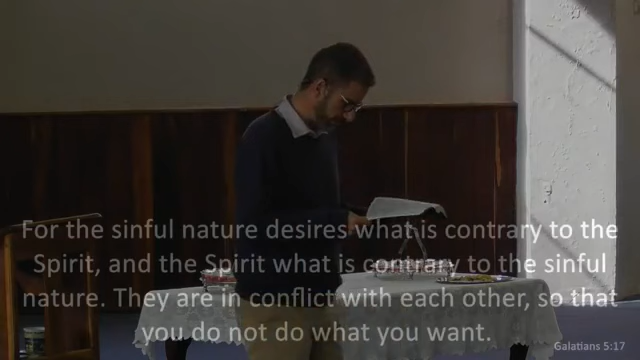 For the sinful nature desires what is contrary to the
Spirit, and the Spirit what is contrary to the sinful
nature. They are in conflict with each other, so that
you do not do what you want.
Galatians 5:17